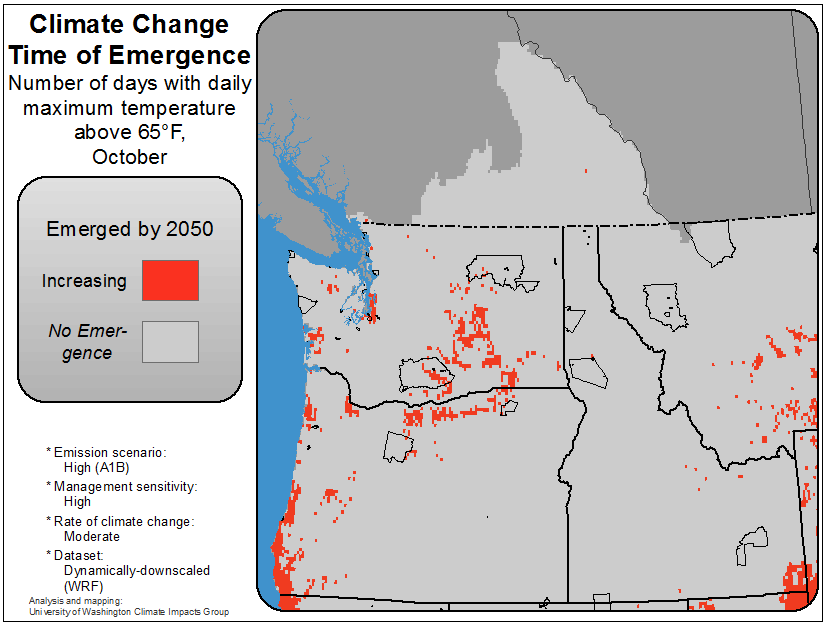 Climate Change
Time of Emergence
Number of days with daily
maximum temperature
above 65°F,
October
Emerged by 2050
Increasing
No Emer-
gence
* Emission scenario:
High (A1B)
* Management sensitivity:
High
* Rate of climate change:
Moderate
* Dataset:
Dynamically-downscaled
(WRF)
Analysis and mapping:
University of Washington Climate Impacts Group